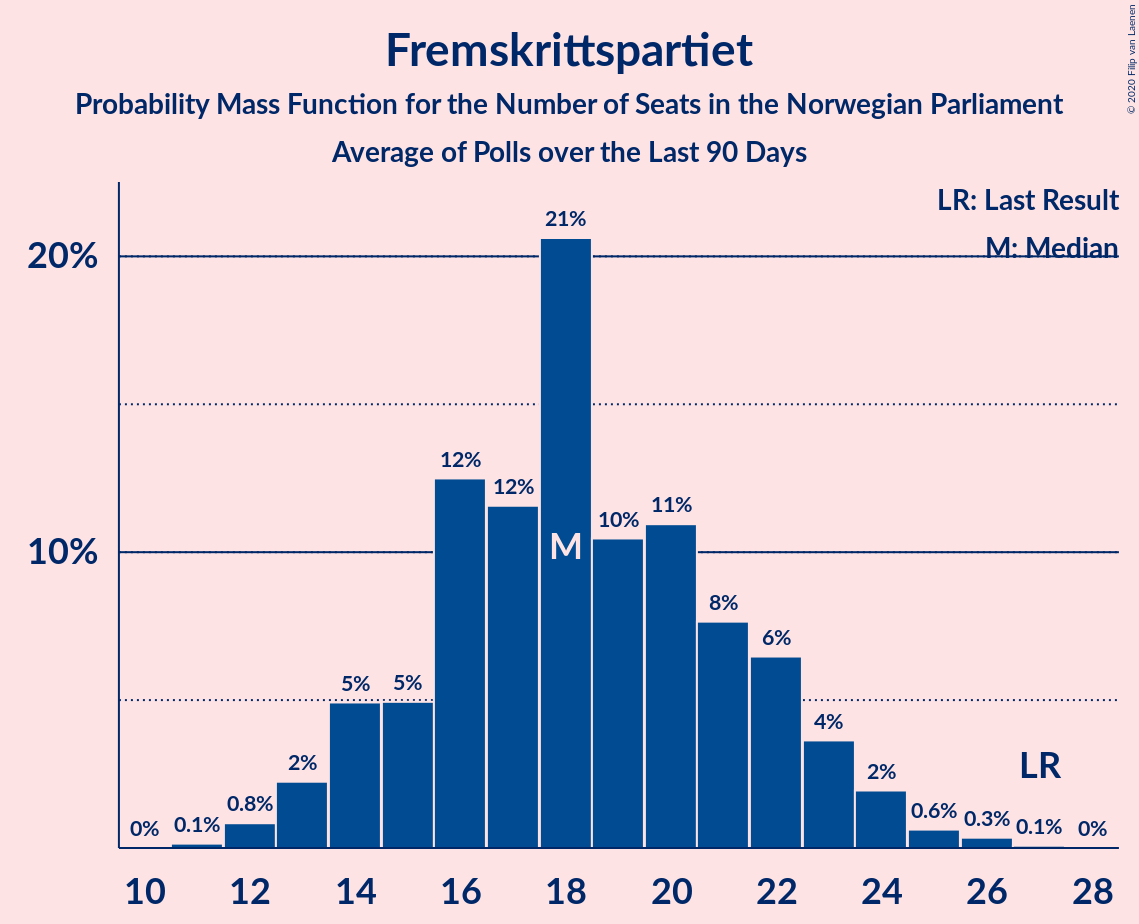 Fremskrittspartiet
Probability Mass Function for the Number of Seats in the Norwegian Parliament
Average of Polls over the Last 90 Days
© 2020 Filip van Laenen
LR: Last Result
M: Median
20%
10%
0%
0.1%
0.8%
2%
5%
5%
12%
12%
21%
10%
11%
8%
6%
4%
2%
0.6%
0.3%
0.1%
0%
M
LR
10 12 14 16 18 20 22 24 26 28